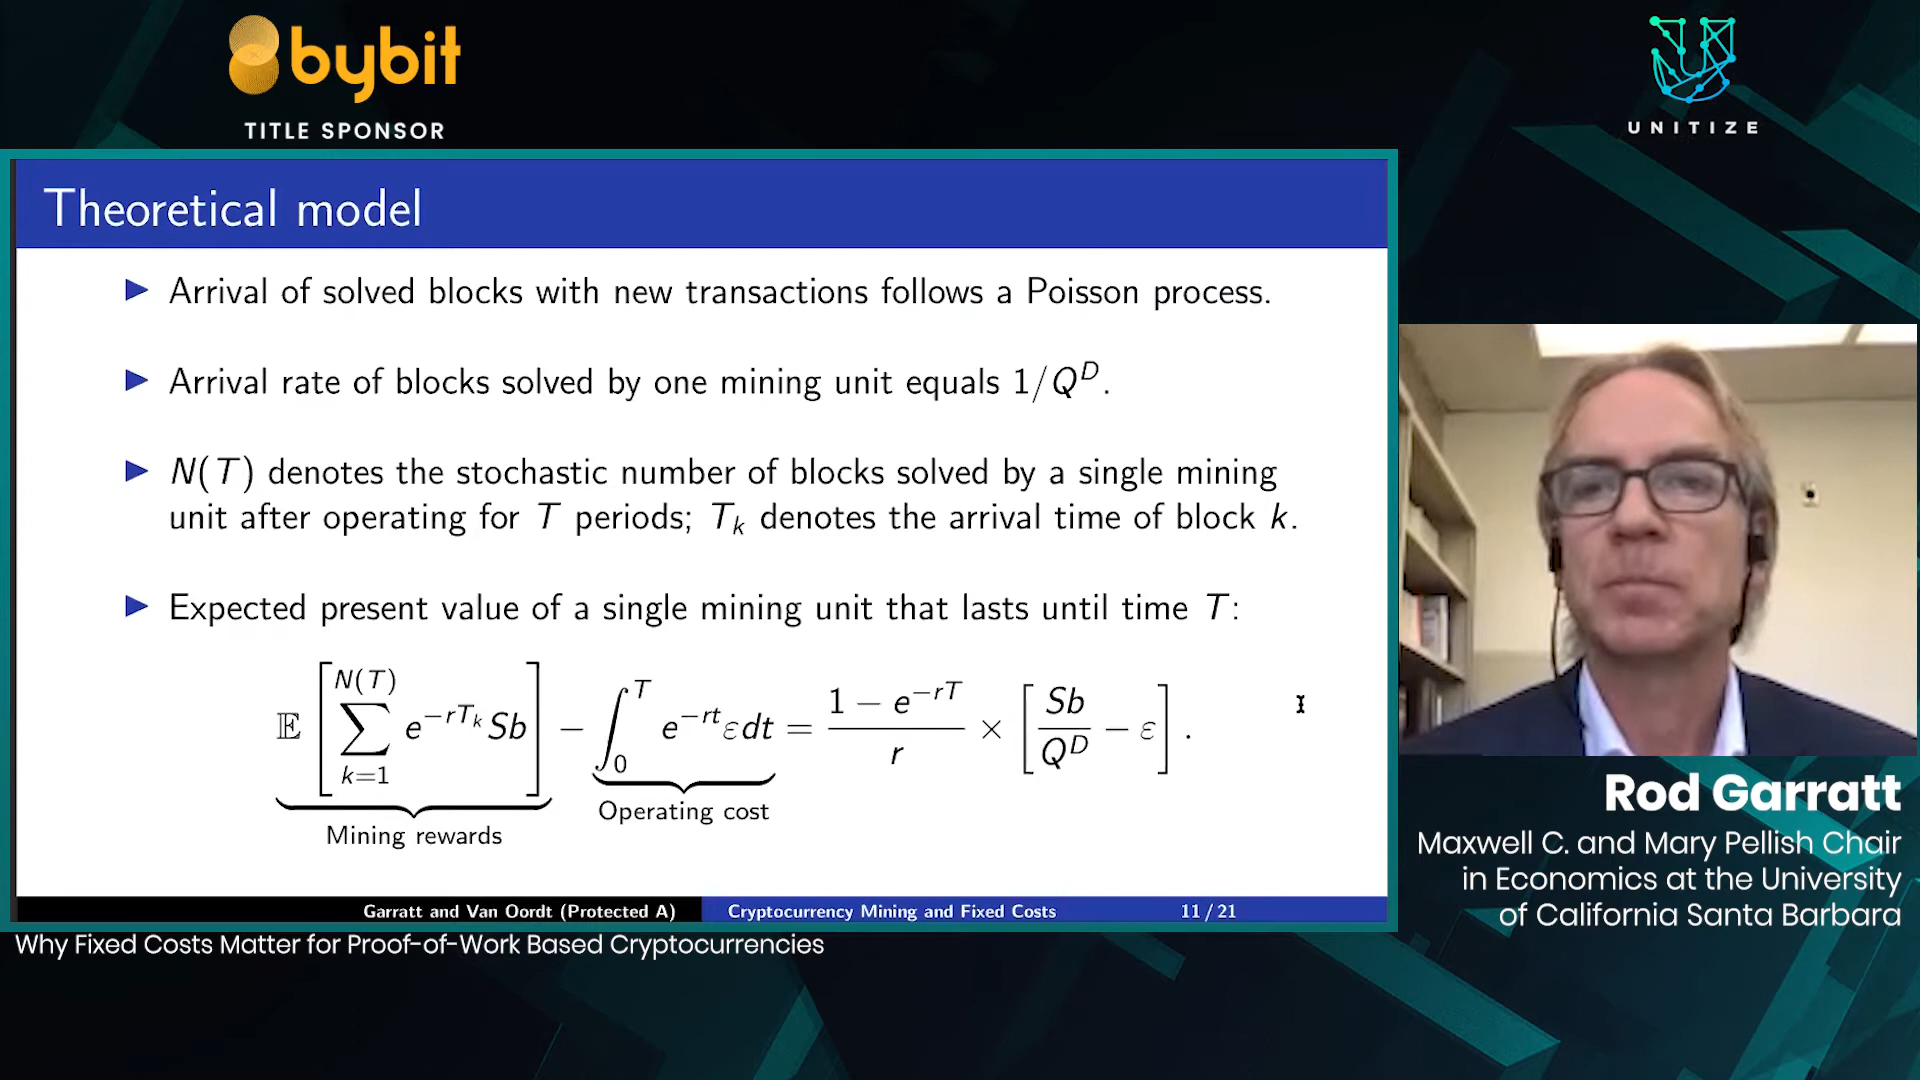 bybit
TITLE SPONSOR
UNITIZE
Theoretical model
Arrival of solved blocks with new transactions follows a Poisson process.
Arrival rate of blocks solved by one mining unit equals 1/Q^D.
N(T) denotes the stochastic number of blocks solved by a single mining
unit after operating for T periods; T_k denotes the arrival time of block k.
Expected present value of a single mining unit that lasts until time T:
𝔼[∑_{k=1}^{N(T)} e^{−rT_k} Sb] − ∫_0^T e^{−rt} εdt = (1 − e^{−rT})/r × [Sb/Q^D − ε].
Mining rewards
Operating cost
Garratt and Van Oordt (Protected A)
Cryptocurrency Mining and Fixed Costs
11 / 21
Why Fixed Costs Matter for Proof-of-Work Based Cryptocurrencies
Rod Garratt
Maxwell C. and Mary Pellish Chair
in Economics at the University
of California Santa Barbara